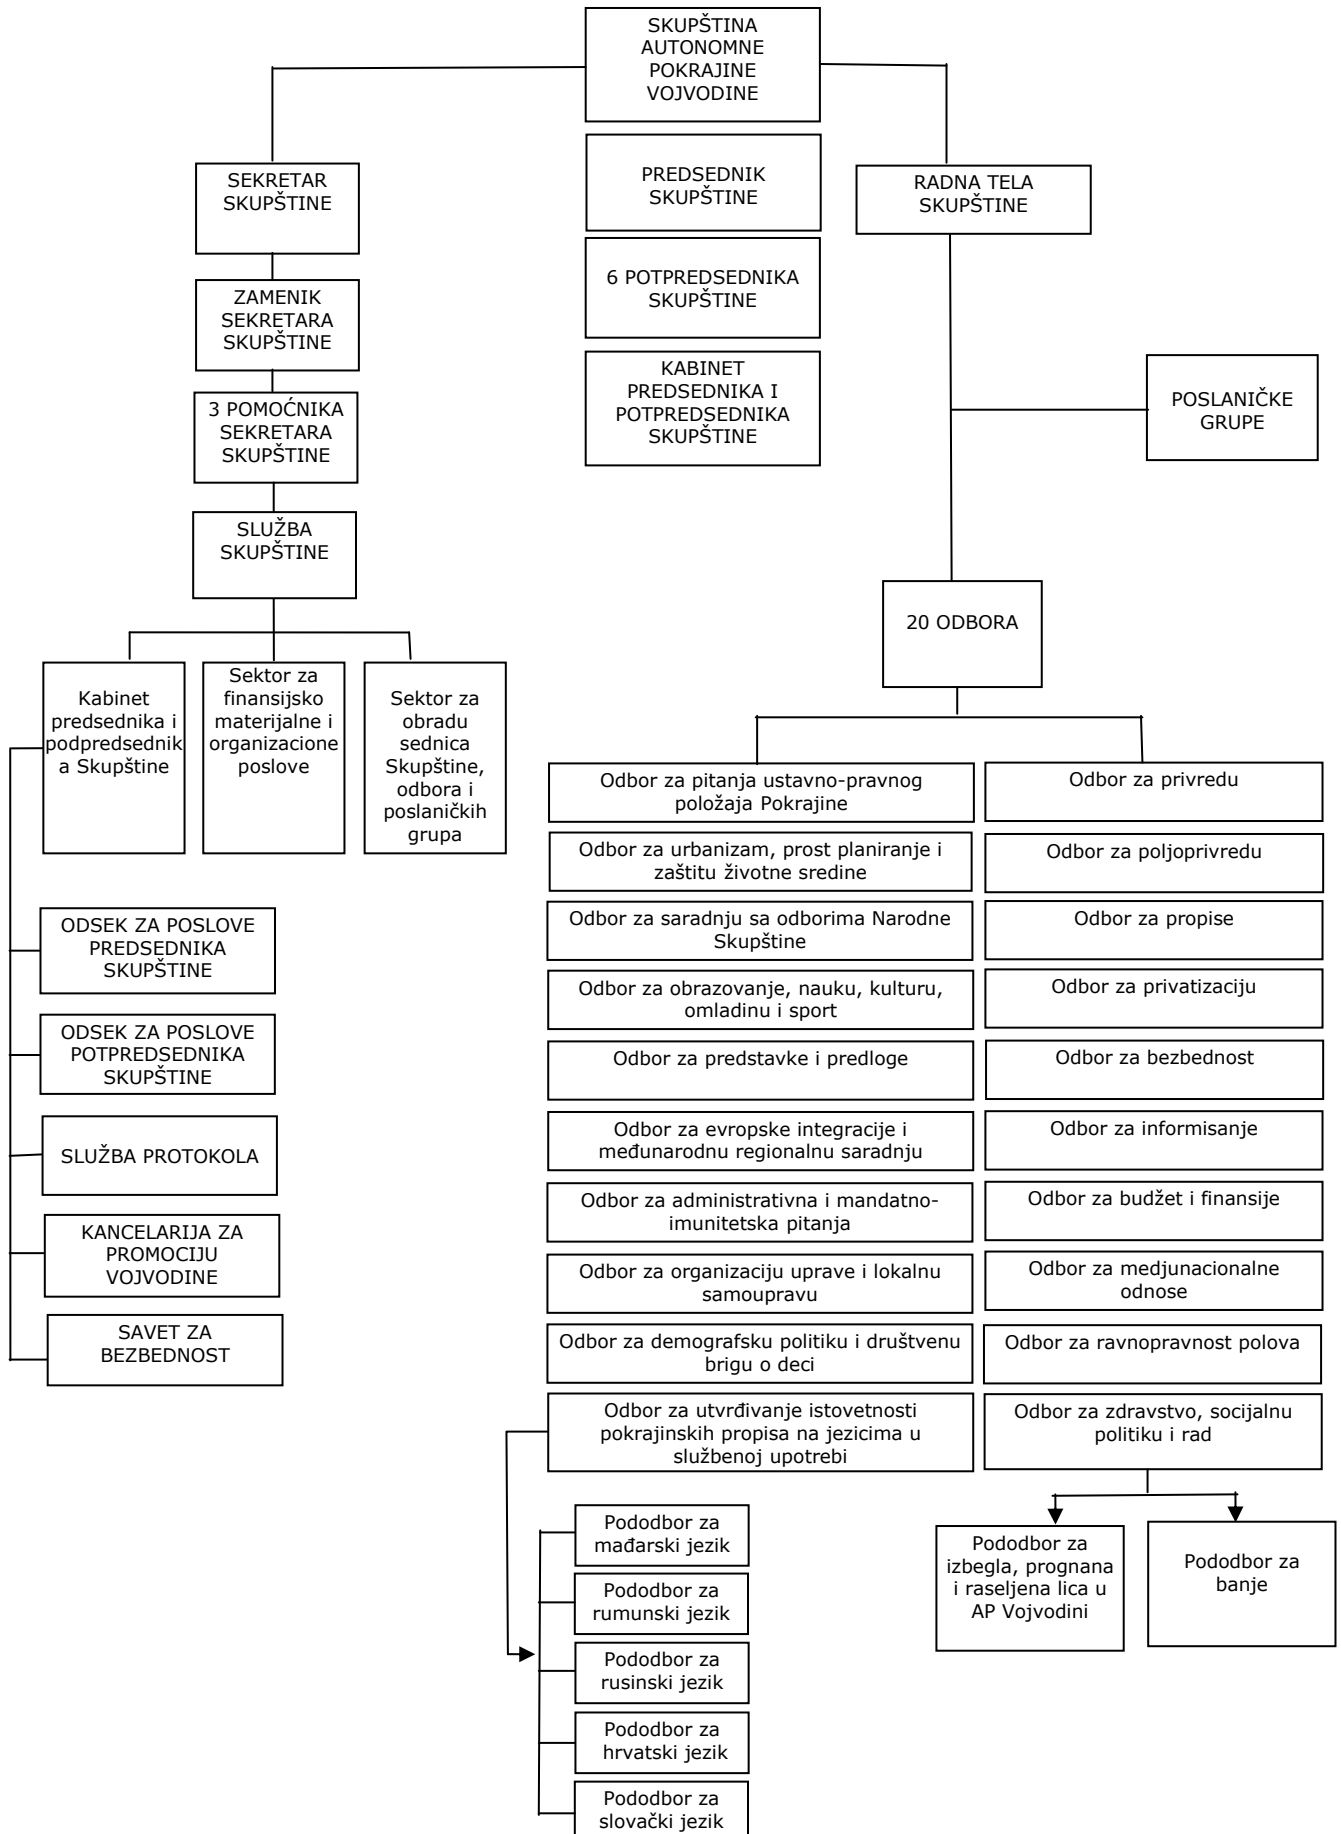 SKUPŠTINA
AUTONOMNE
POKRAJINE
VOJVODINE
PREDSEDNIK
SKUPŠTINE
6 POTPREDSEDNIKA
SKUPŠTINE
KABINET
PREDSEDNIKA I
POTPREDSEDNIKA
SKUPŠTINE
SEKRETAR
SKUPŠTINE
ZAMENIK
SEKRETARA
SKUPŠTINE
3 POMOĆNIKA
SEKRETARA
SKUPŠTINE
SLUŽBA
SKUPŠTINE
Kabinet
predsednika i
podpredsednik
a Skupštine
Sektor za
finansijsko
materijalne i
organizacione
poslove
Sektor za
obradu
sednica
Skupštine,
odbora i
poslaničkih
grupa
ODSEK ZA POSLOVE
PREDSEDNIKA
SKUPŠTINE
ODSEK ZA POSLOVE
POTPREDSEDNIKA
SKUPŠTINE
SLUŽBA PROTOKOLA
KANCELARIJA ZA
PROMOCIJU
VOJVODINE
SAVET ZA
BEZBEDNOST
RADNA TELA
SKUPŠTINE
POSLANIČKE
GRUPE
20 ODBORA
Odbor za pitanja ustavno-pravnog
položaja Pokrajine
Odbor za urbanizam, prost planiranje i
zaštitu životne sredine
Odbor za saradnju sa odborima Narodne
Skupštine
Odbor za obrazovanje, nauku, kulturu,
omladinu i sport
Odbor za predstavke i predloge
Odbor za evropske integracije i
međunarodnu regionalnu saradnju
Odbor za administrativna i mandatno-
imunitetska pitanja
Odbor za organizaciju uprave i lokalnu
samoupravu
Odbor za demografsku politiku i društvenu
brigu o deci
Odbor za utvrđivanje istovetnosti
pokrajinskih propisa na jezicima u
službenoj upotrebi
Odbor za privredu
Odbor za poljoprivredu
Odbor za propise
Odbor za privatizaciju
Odbor za bezbednost
Odbor za informisanje
Odbor za budžet i finansije
Odbor za medjunacionalne
odnose
Odbor za ravnopravnost polova
Odbor za zdravstvo, socijalnu
politiku i rad
Pododbor za
mađarski jezik
Pododbor za
rumunski jezik
Pododbor za
rusinski jezik
Pododbor za
hrvatski jezik
Pododbor za
slovački jezik
Pododbor za
izbegla, prognana
i raseljena lica u
AP Vojvodini
Pododbor za
banje